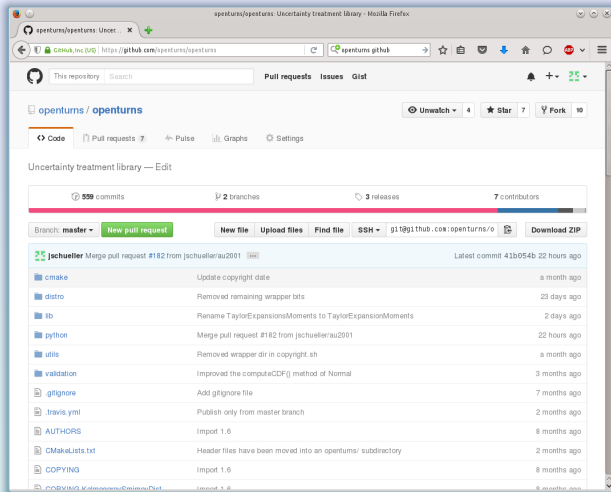 openturns/openturns: Uncertainty treatment library - Mozilla Firefox
openturns/openturns: Uncer...
GitHub, Inc (US) https://github.com/openturns/openturns
openturns github
This repository Search
Pull requests Issues Gist
openturns / openturns
Unwatch 4 Star 7 Fork 10
Code Pull requests 7 Pulse Graphs Settings
Uncertainty treatment library — Edit
559 commits 2 branches 3 releases 7 contributors
Branch: master New pull request New file Upload files Find file SSH git@github.com:openturns/o Download ZIP
jschueller Merge pull request #182 from jschueller/au2001 Latest commit 41b054b 22 hours ago
cmake Update copyright date a month ago
distro Removed remaining wrapper bits 23 days ago
lib Rename TaylorExpansionsMoments to TaylorExpansionMoments 2 days ago
python Merge pull request #182 from jschueller/au2001 22 hours ago
utils Removed wrapper dir in copyright.sh a month ago
validation Improved the computeCDF() method of Normal 3 months ago
.gitignore Add gitignore file 7 months ago
.travis.yml Publish only from master branch 2 months ago
AUTHORS Import 1.6 8 months ago
CMakeLists.txt Header files have been moved into an openturns/ subdirectory 2 months ago
COPYING Import 1.6 8 months ago
COPYING.KolmogorovSmirnovDist Import 1.6 8 months ago